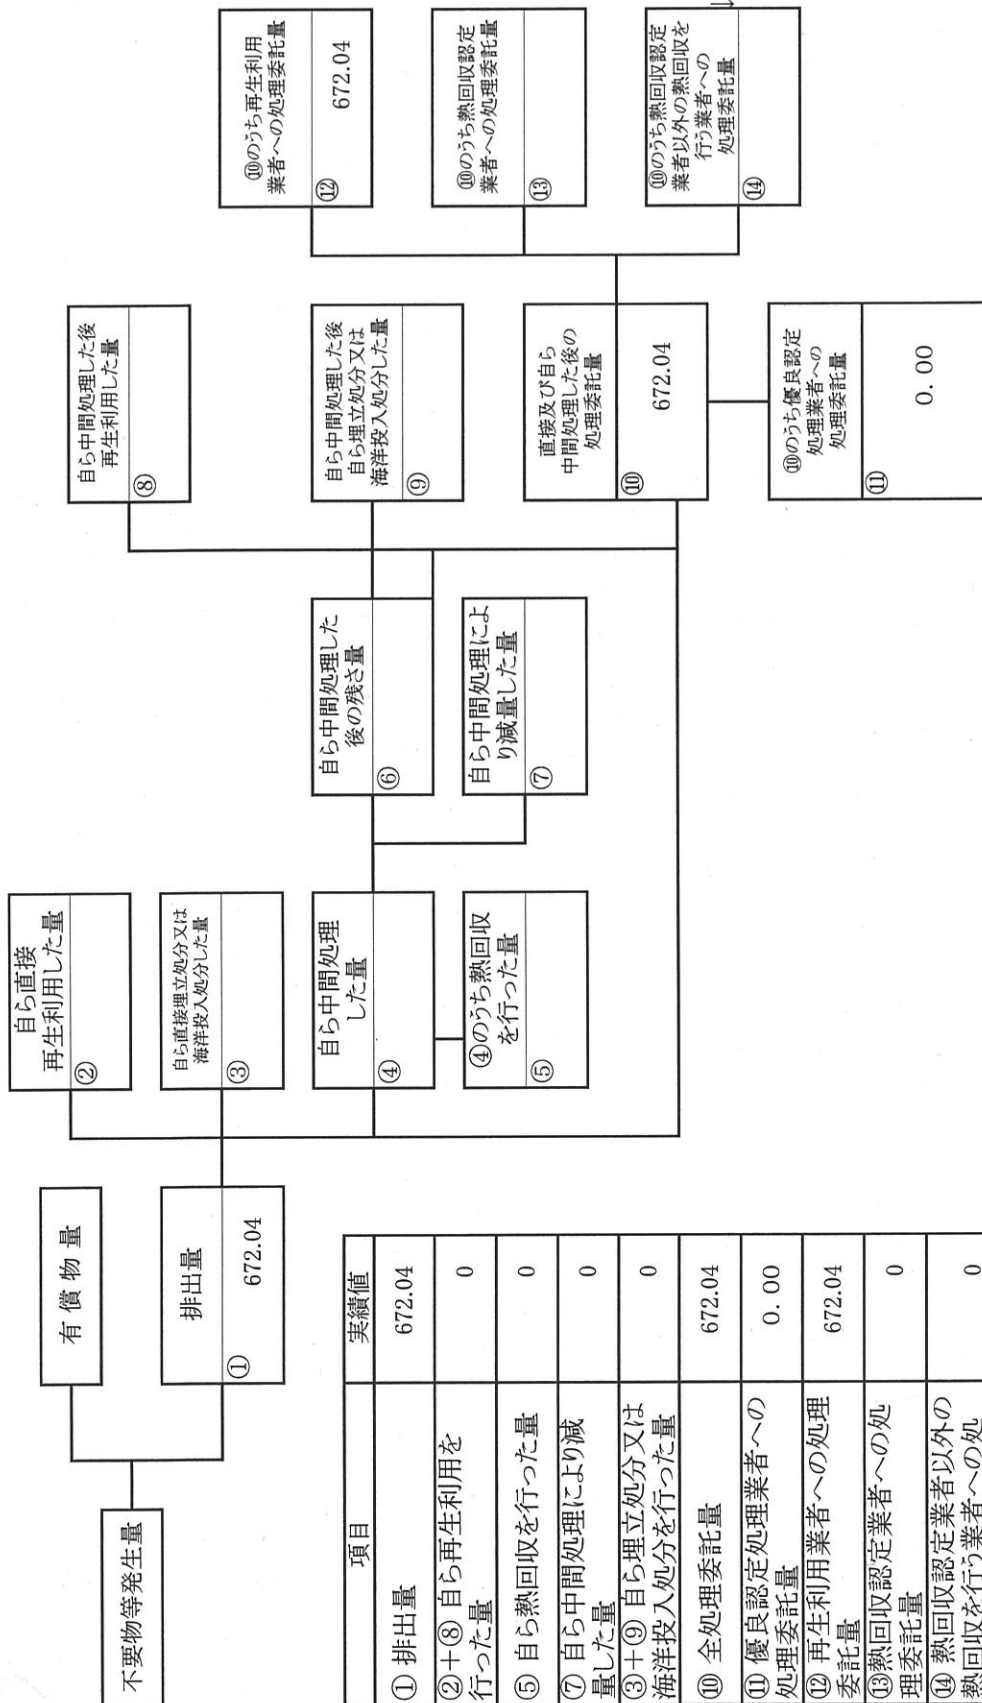 不要物等発生量
有償物量
排出量
①
672.04
自ら直接
再生利用した量
②
自ら直接埋立処分又は
海洋投入処分した量
③
自ら中間処理
した量
④
④のうち熱回収
を行った量
⑤
自ら中間処理した
後の残さ量
⑥
自ら中間処理によ
り減量した量
⑦
自ら中間処理した後
再生利用した量
⑧
自ら中間処理した後
自ら埋立処分又は
海洋投入処分した量
⑨
直接及び自ら
中間処理した後の
処理委託量
⑩
672.04
⑩のうち優良認定
処理業者への
処理委託量
⑪
0.00
⑩のうち再生利用
業者への処理委託量
⑫
672.04
⑩のうち熱回収認定
業者への処理委託量
⑬
⑩のうち熱回収認定
業者以外の熱回収を
行う業者への
処理委託量
⑭
項目 実績値
①排出量 672.04
②+⑧ 自ら再生利用を
行った量 0
⑤ 自ら熱回収を行った量 0
⑦ 自ら中間処理により減
量した量 0
③+⑨ 自ら埋立処分又は
海洋投入処分を行った量 0
⑩ 全処理委託量 672.04
⑪ 優良認定処理業者への
処理委託量 0.00
⑫ 再生利用業者への処理
委託量 672.04
⑬熱回収認定業者への処
理委託量 0
⑭ 熱回収認定業者以外の
熱回収を行う業者への処 0